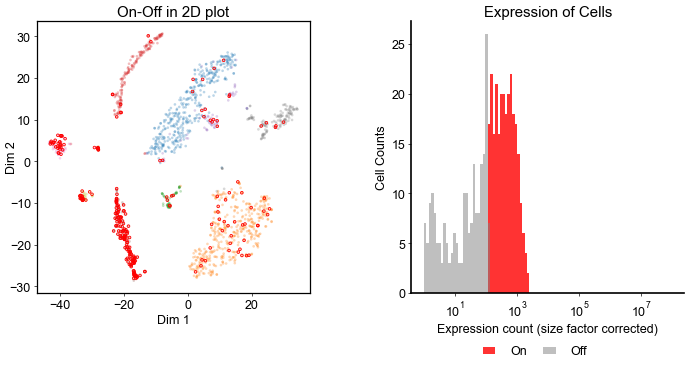 On-Off in 2D plot
Dim 2
30
20
10
0
−10
−20
−30
−40
−20
0
20
Dim 1
Expression of Cells
Cell Counts
25
20
15
10
5
0
10^1
10^3
10^5
10^7
Expression count (size factor corrected)
On
Off